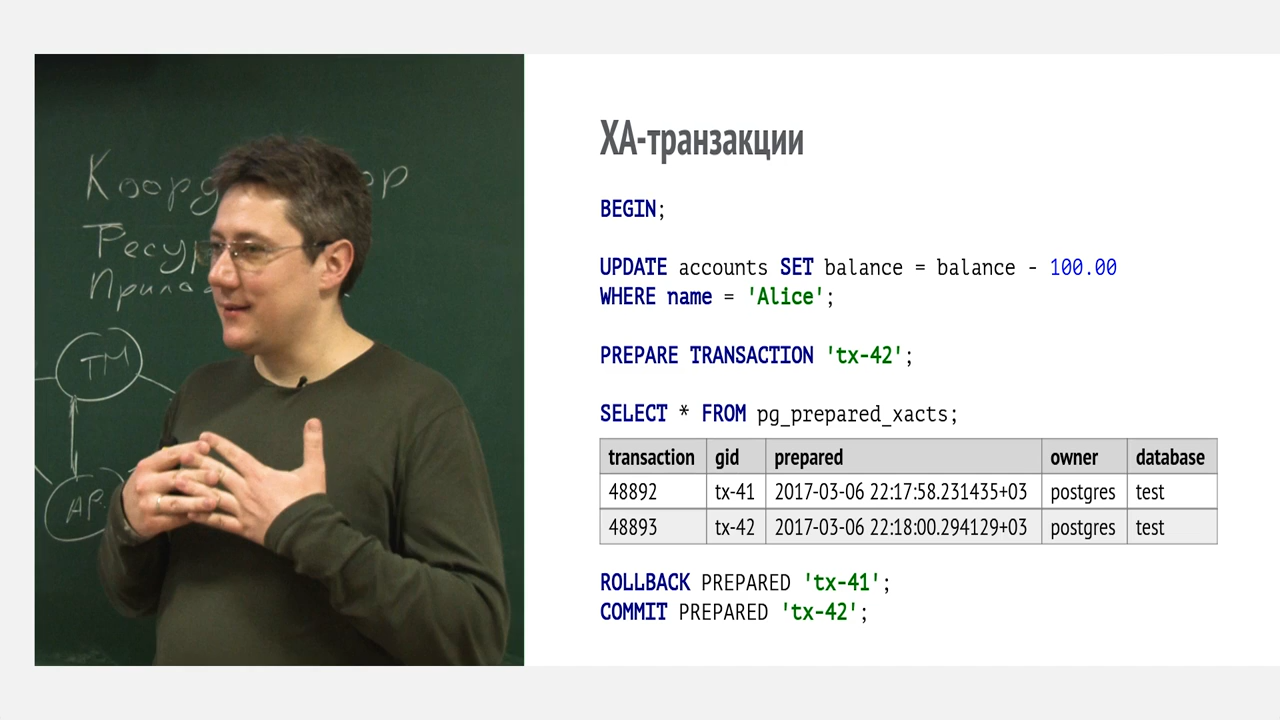 TM
AP
XA-транзакции
BEGIN;
UPDATE accounts SET balance = balance - 100.00
WHERE name = 'Alice';
PREPARE TRANSACTION 'tx-42';
SELECT * FROM pg_prepared_xacts;
transaction gid prepared owner database
48892 tx-41 2017-03-06 22:17:58.231435+03 postgres test
48893 tx-42 2017-03-06 22:18:00.294129+03 postgres test
ROLLBACK PREPARED 'tx-41';
COMMIT PREPARED 'tx-42';